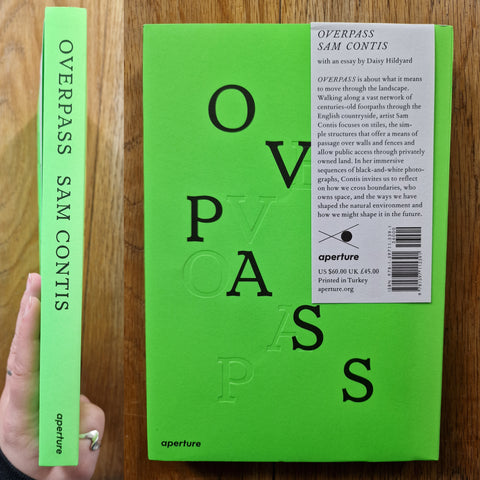 OVERPASS SAM CONTIS
aperture
O
V
P V
O A
A S
P S
aperture
OVERPASS
SAM CONTIS
with an essay by Daisy Hildyard
OVERPASS is about what it means
to move through the landscape.
Walking along a vast network of
centuries-old footpaths through the
English countryside, artist Sam
Contis focuses on stiles, the sim-
ple structures that offer a means of
passage over walls and fences and
allow public access through privately
owned land. In her immersive
sequences of black-and-white photo-
graphs, Contis invites us to reflect
on how we cross boundaries, who
owns space, and the ways we have
shaped the natural environment and
how we might shape it in the future.
aperture
US $60.00 UK £45.00
Printed in Turkey
aperture.org